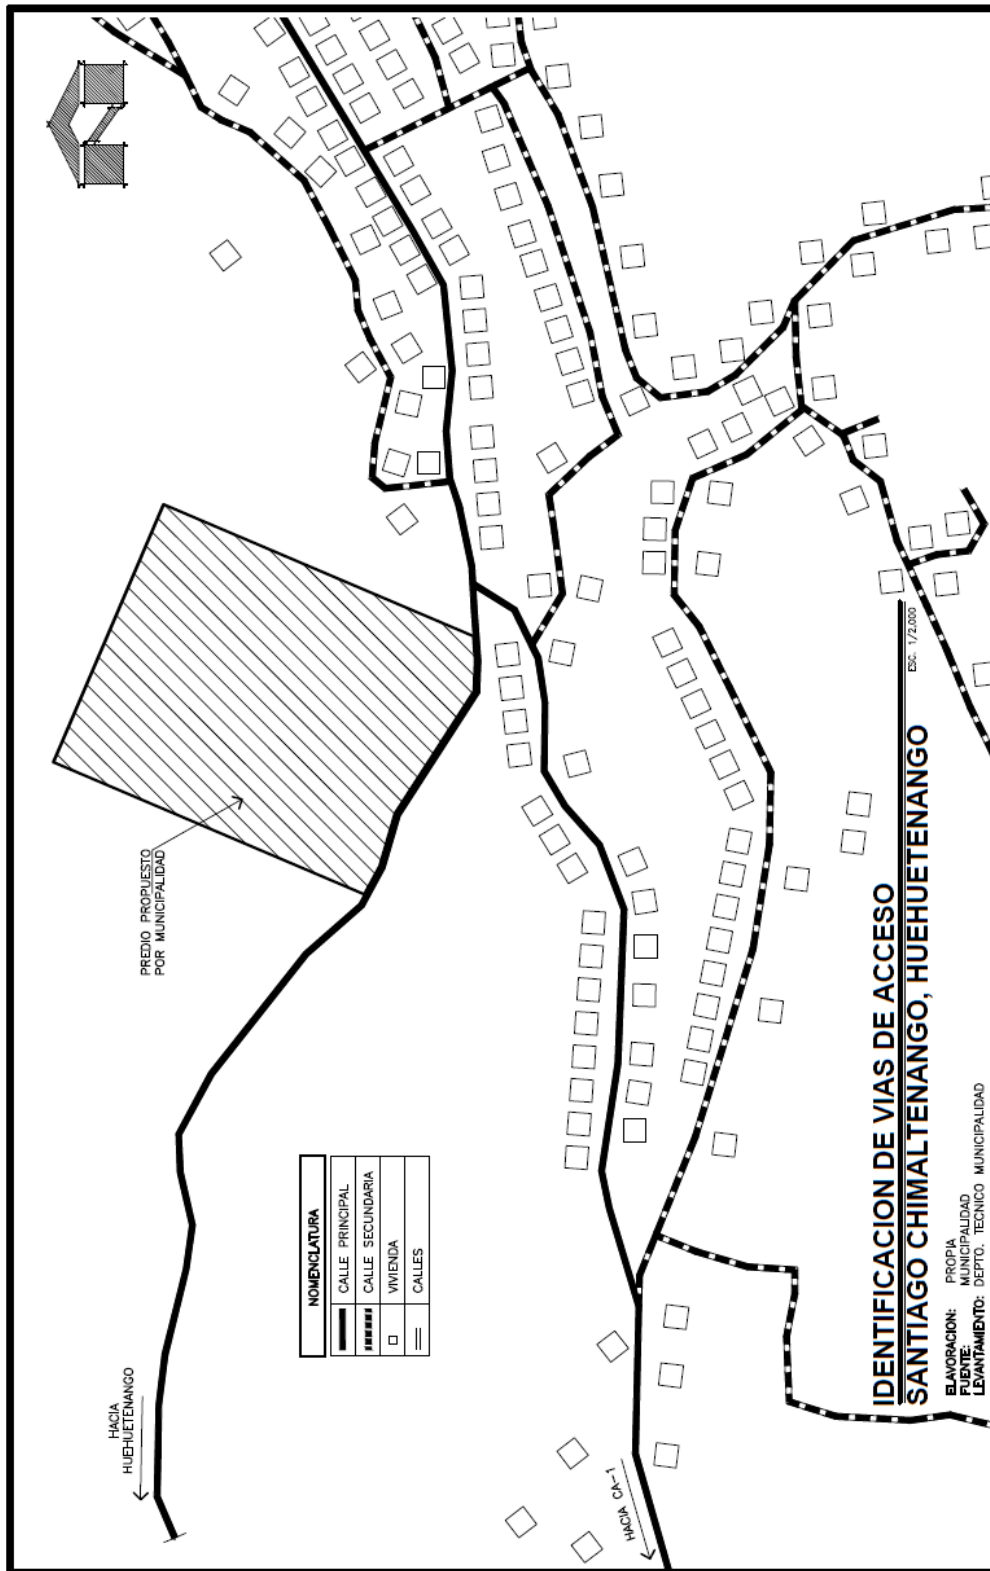 PREDIO PROPUESTO
POR MUNICIPALIDAD
HACIA
HUEHUETENANGO
NOMENCLATURA
CALLE PRINCIPAL
CALLE SECUNDARIA
VIVIENDA
CALLES
HACIA CA-1
IDENTIFICACION DE VIAS DE ACCESO
SANTIAGO CHIMALTENANGO, HUEHUETENANGO
ESC. 1/2,000
ELAVORACION: PROPIA
FUENTE: MUNICIPALIDAD
LEVANTAMIENTO: DEPTO. TECNICO MUNICIPALIDAD